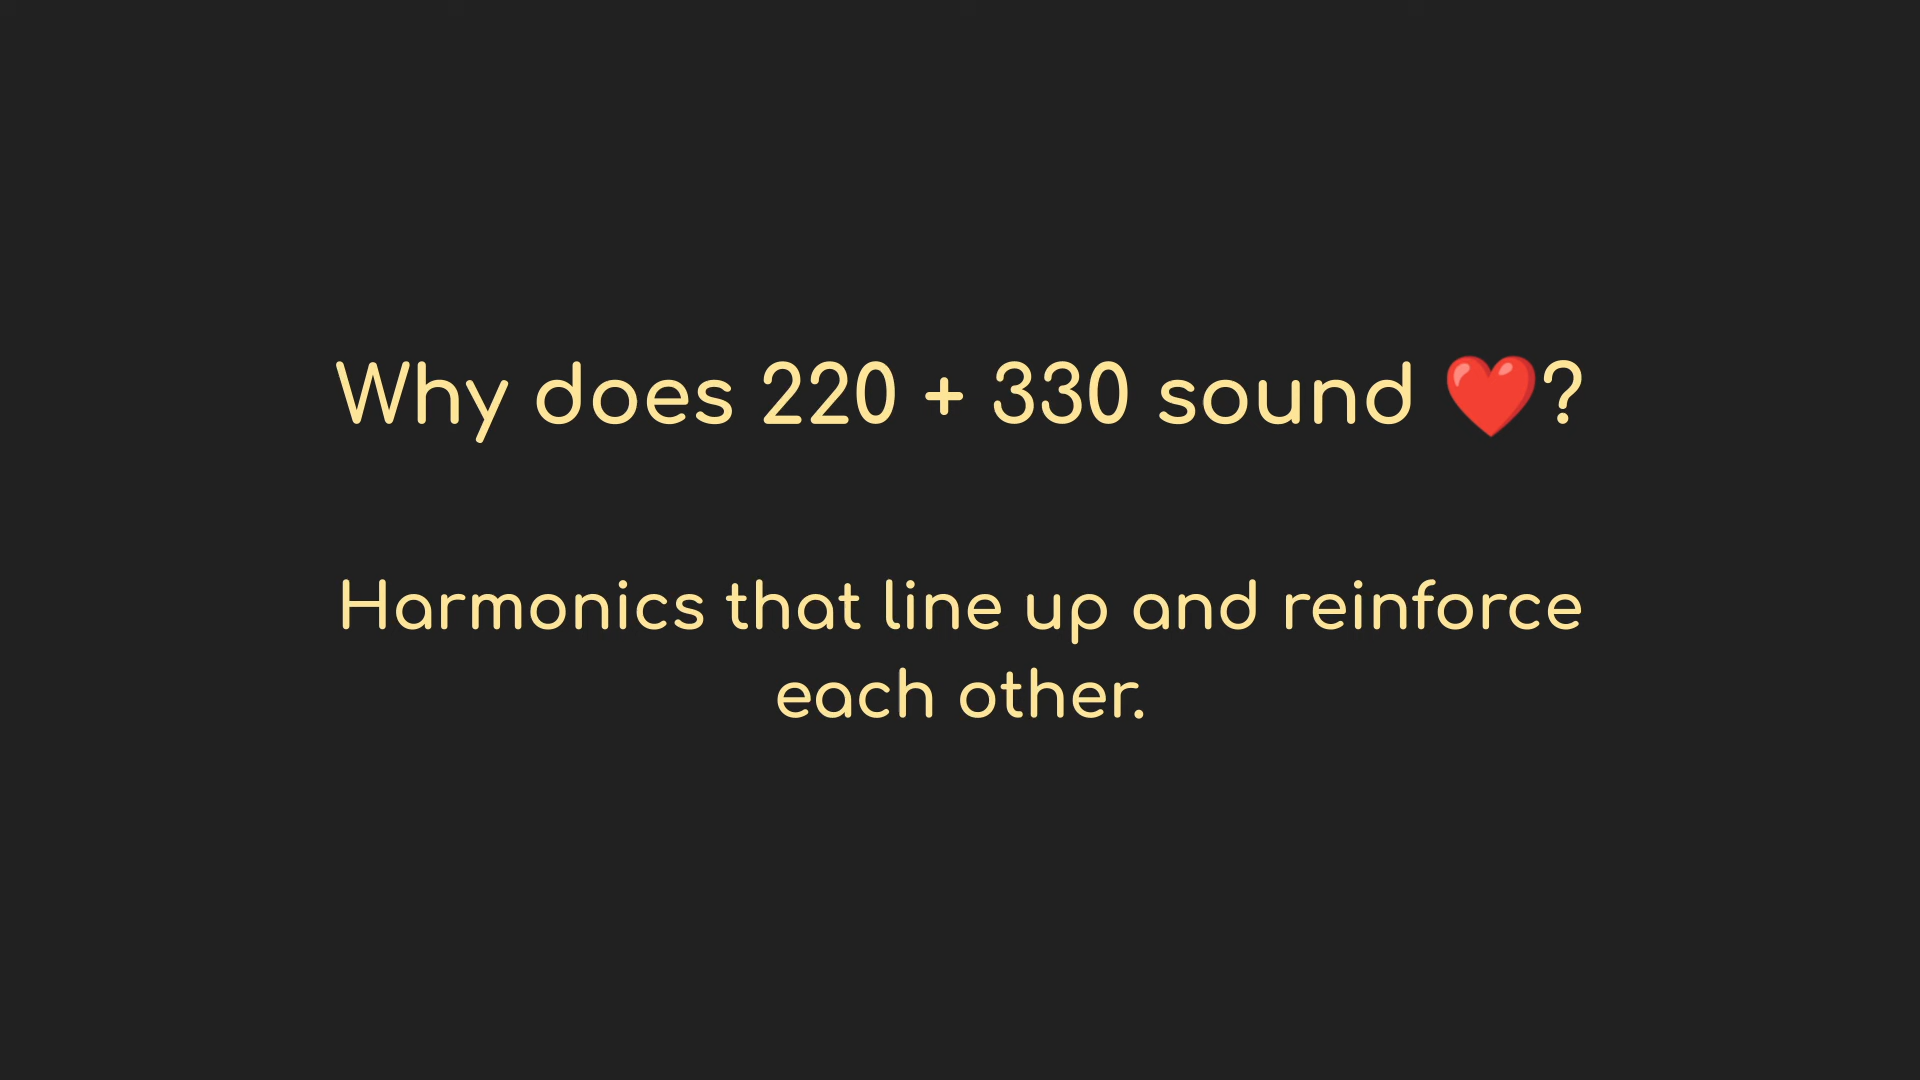 Why does 220 + 330 sound ❤️?
Harmonics that line up and reinforce
each other.